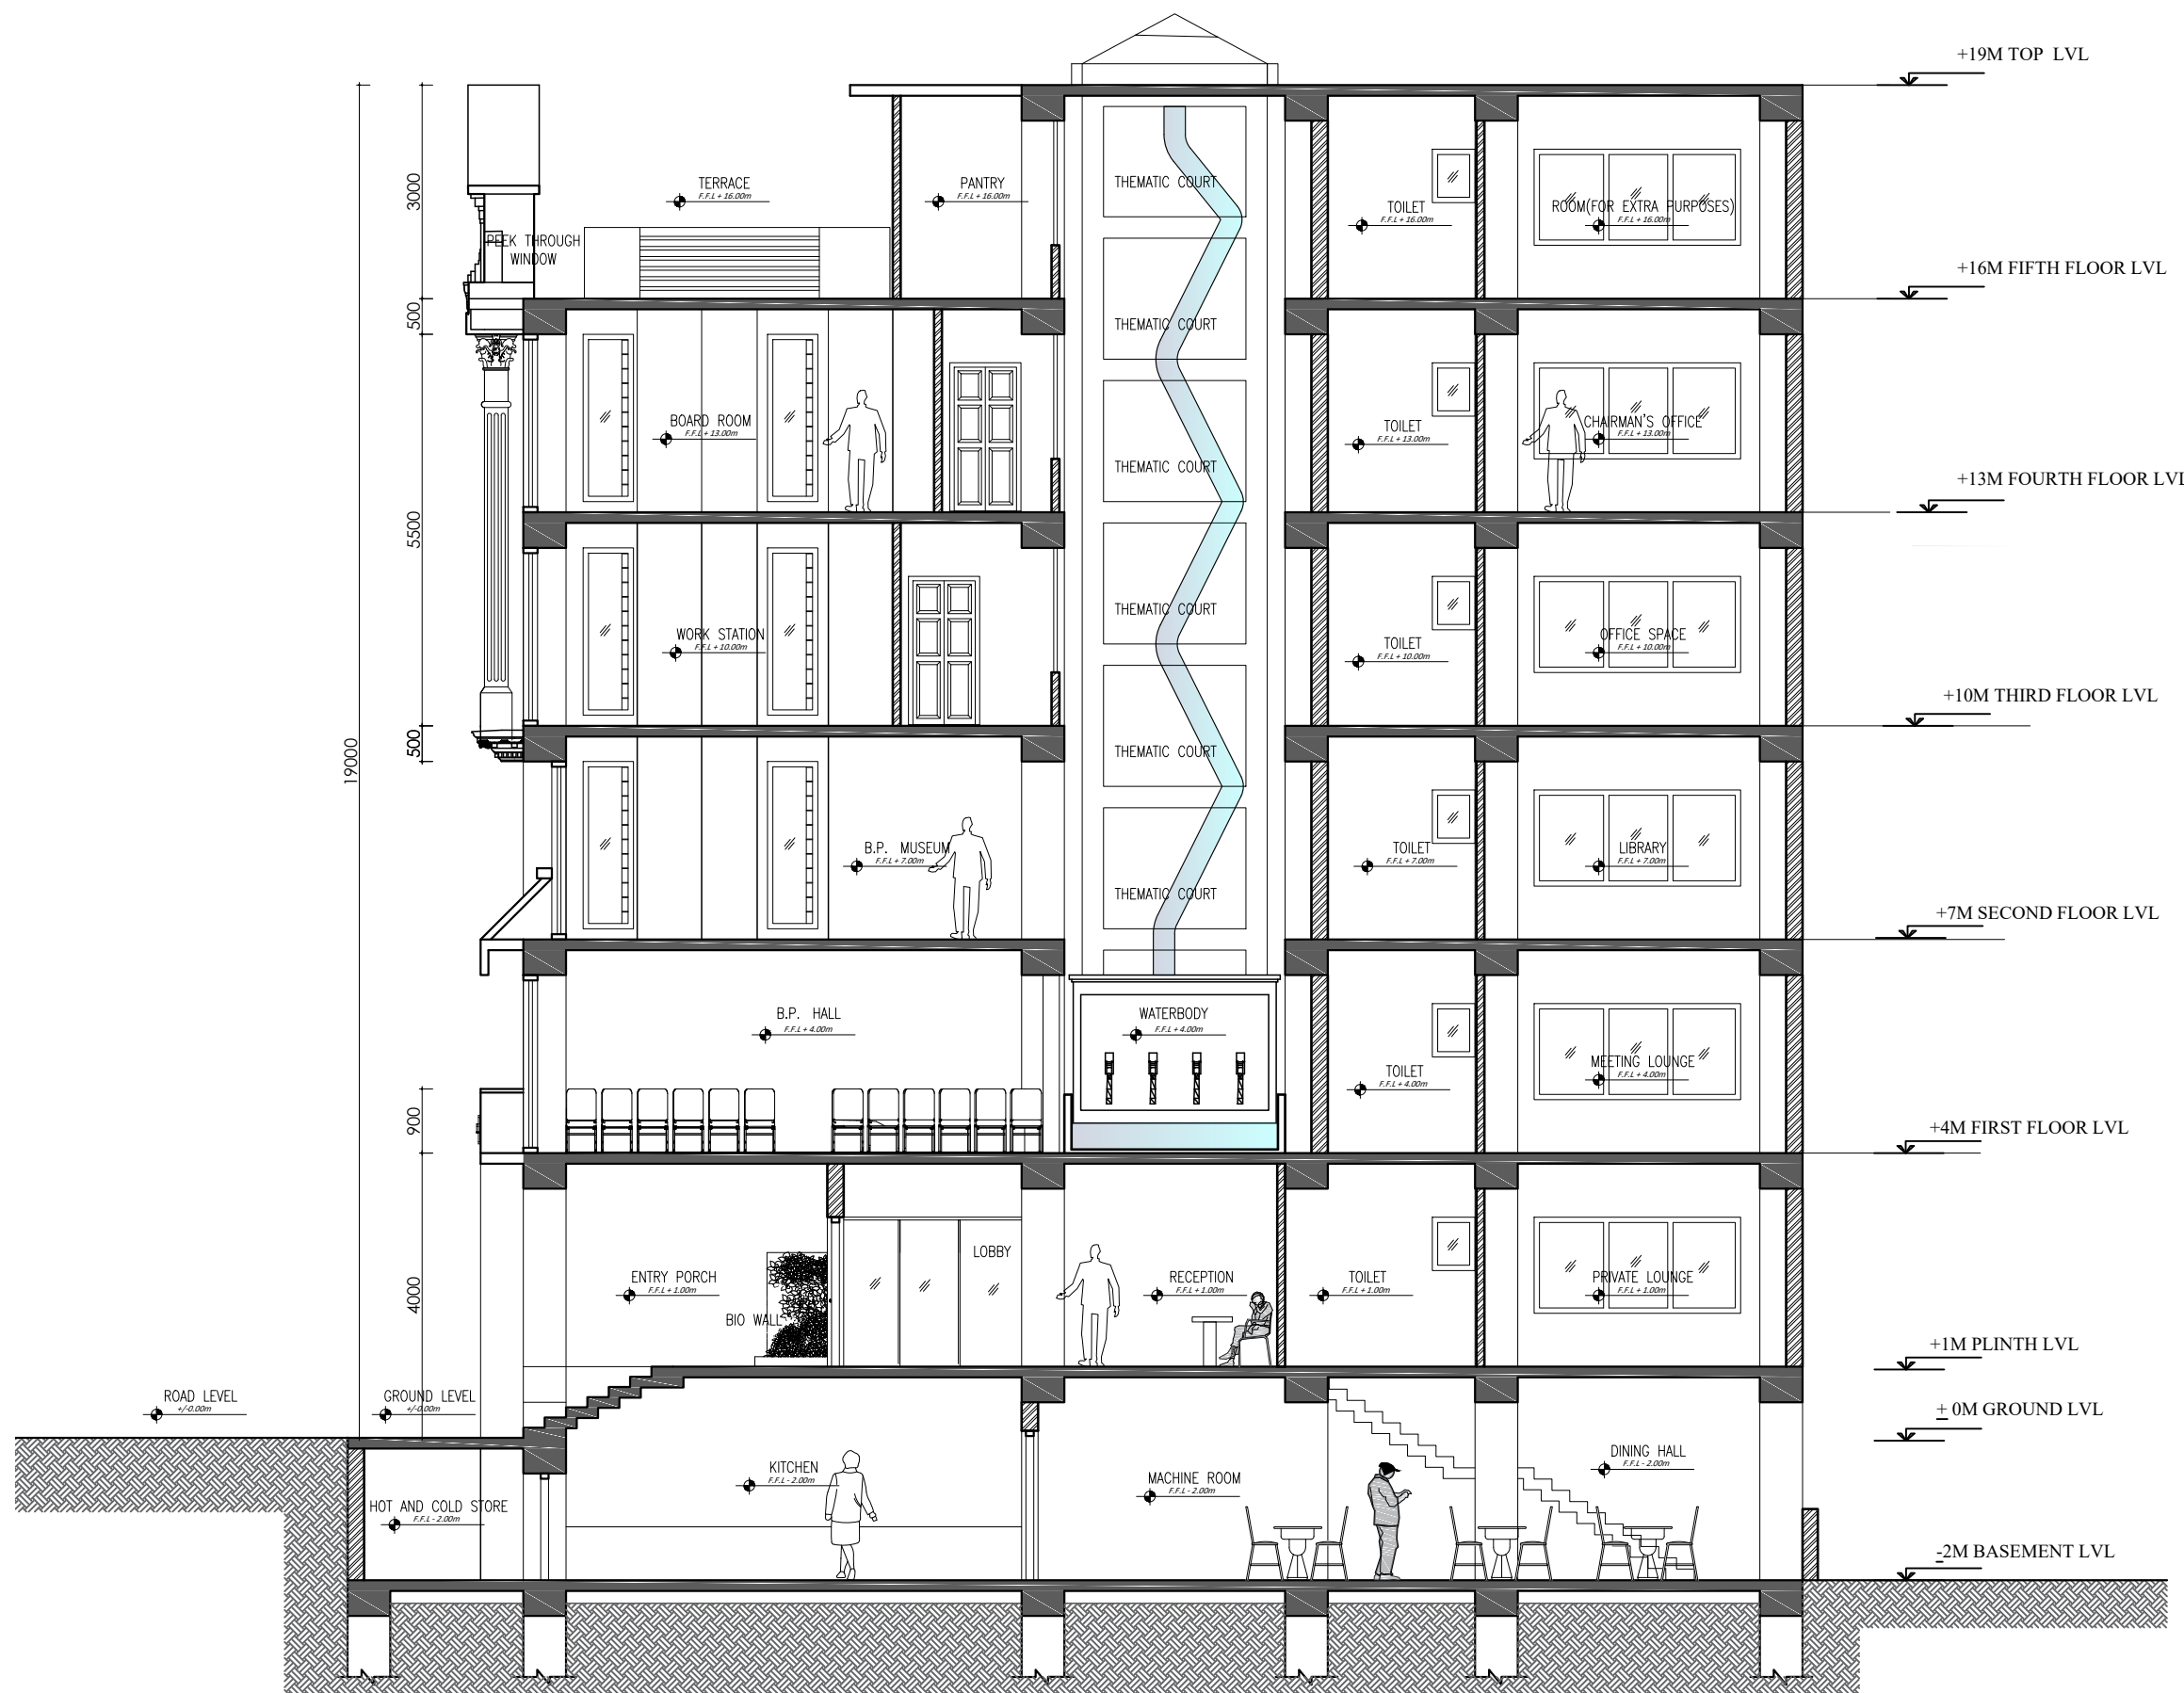 +19M TOP LVL
TERRACE
F.F.L + 16.00m
PANTRY
F.F.L + 16.00m
THEMATIC COURT
TOILET
F.F.L + 16.00m
ROOM(FOR EXTRA PURPOSES)
F.F.L + 16.00m
3000
PEEK THROUGH
WINDOW
+16M FIFTH FLOOR LVL
500
THEMATIC COURT
BOARD ROOM
F.F.L + 13.00m
TOILET
F.F.L + 13.00m
CHAIRMAN'S OFFICE
F.F.L + 13.00m
THEMATIC COURT
+13M FOURTH FLOOR LVL
5500
THEMATIC COURT
WORK STATION
F.F.L + 10.00m
TOILET
F.F.L + 10.00m
OFFICE SPACE
F.F.L + 10.00m
+10M THIRD FLOOR LVL
500
THEMATIC COURT
19000
B.P. MUSEUM
F.F.L + 7.00m
TOILET
F.F.L + 7.00m
LIBRARY
F.F.L + 7.00m
THEMATIC COURT
+7M SECOND FLOOR LVL
B.P. HALL
F.F.L + 4.00m
WATERBODY
F.F.L + 4.00m
TOILET
F.F.L + 4.00m
MEETING LOUNGE
F.F.L + 4.00m
900
+4M FIRST FLOOR LVL
LOBBY
ENTRY PORCH
F.F.L + 1.00m
RECEPTION
F.F.L + 1.00m
TOILET
F.F.L + 1.00m
PRIVATE LOUNGE
F.F.L + 1.00m
4000
BIO WALL
+1M PLINTH LVL
ROAD LEVEL
+/-0.00m
GROUND LEVEL
+/-0.00m
± 0M GROUND LVL
KITCHEN
F.F.L - 2.00m
MACHINE ROOM
F.F.L - 2.00m
DINING HALL
F.F.L - 2.00m
HOT AND COLD STORE
F.F.L - 2.00m
-2M BASEMENT LVL